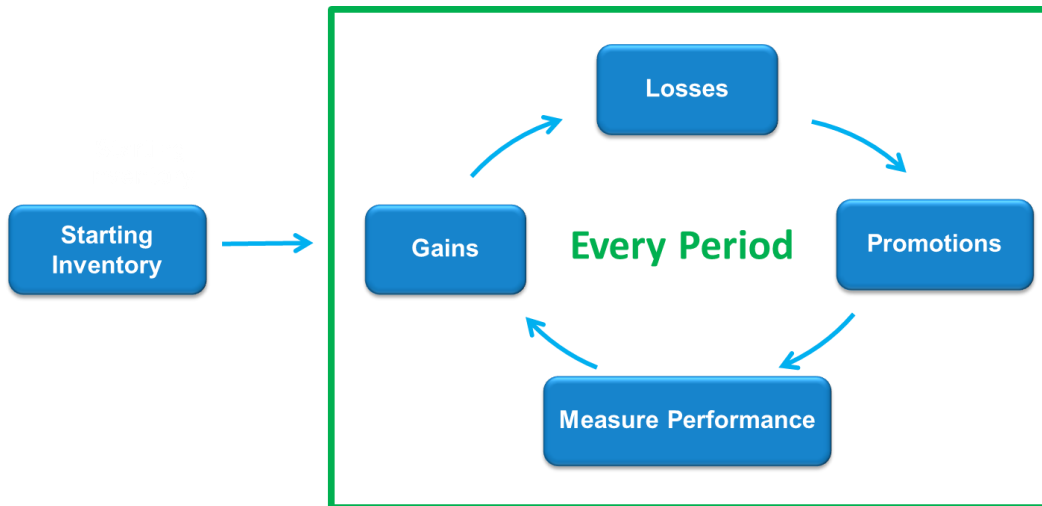 Losses
Starting
Inventory
Gains
Every Period
Promotions
Measure Performance